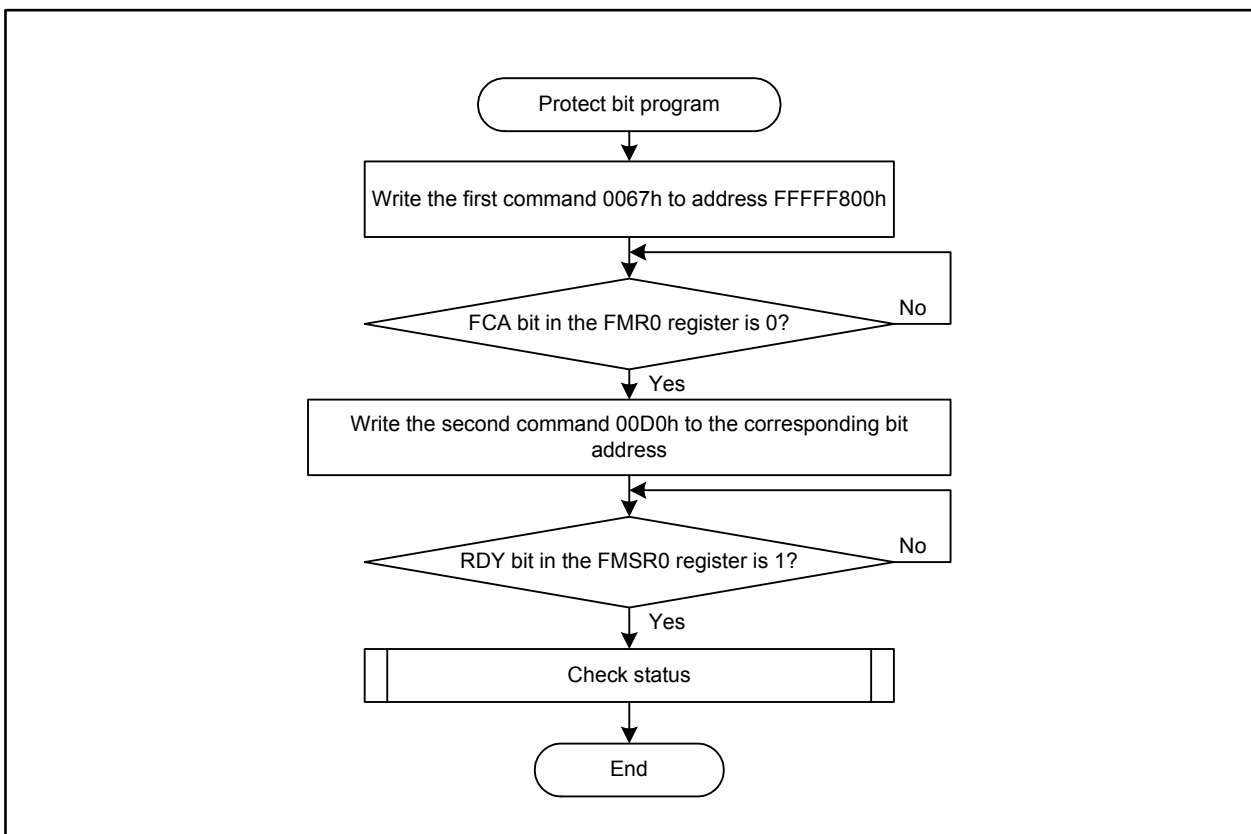 Protect bit program
Write the first command 0067h to address FFFFF800h
No
FCA bit in the FMR0 register is 0?
Yes
Write the second command 00D0h to the corresponding bit
address
No
RDY bit in the FMSR0 register is 1?
Yes
Check status
End